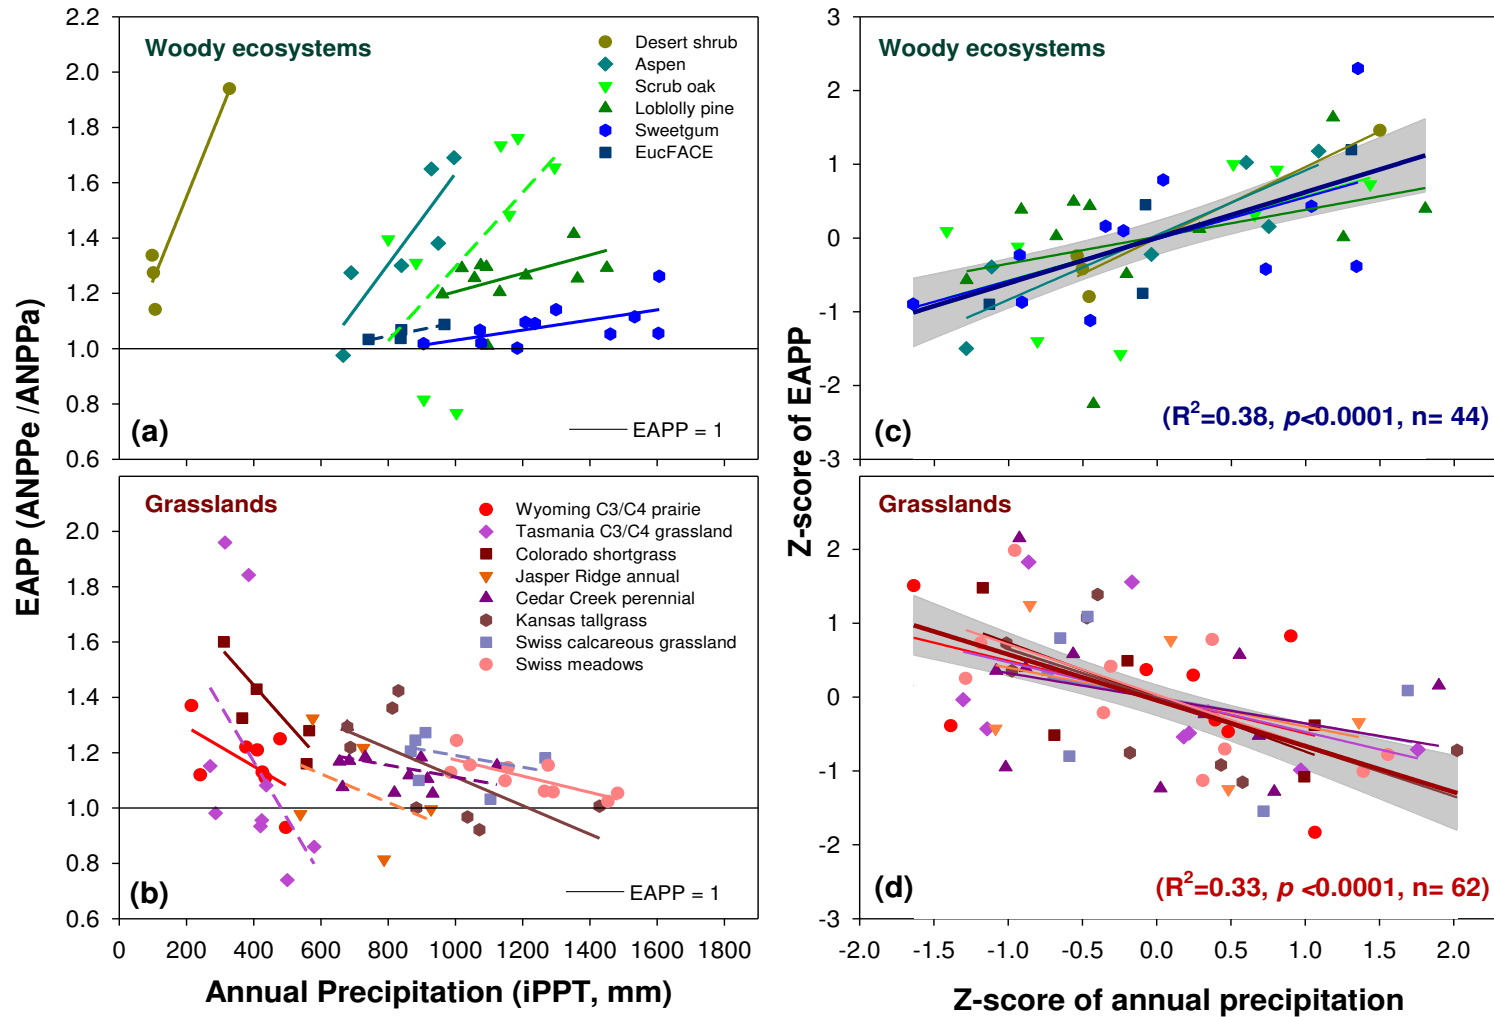 EAPP (ANPPe /ANPPa)
2.2
2.0
1.8
1.6
1.4
1.2
1.0
0.8
0.6
Woody ecosystems
Desert shrub
Aspen
Scrub oak
Loblolly pine
Sweetgum
EucFACE
(a)
EAPP = 1
2.0
1.8
1.6
1.4
1.2
1.0
0.8
0.6
Grasslands
Wyoming C3/C4 prairie
Tasmania C3/C4 grassland
Colorado shortgrass
Jasper Ridge annual
Cedar Creek perennial
Kansas tallgrass
Swiss calcareous grassland
Swiss meadows
(b)
EAPP = 1
0 200 400 600 800 1000 1200 1400 1600 1800
Annual Precipitation (iPPT, mm)
Z-score of EAPP
3
2
1
0
-1
-2
-3
Woody ecosystems
(c)
(R²=0.38, p<0.0001, n= 44)
2
1
0
-1
-2
-3
Grasslands
(d)
(R²=0.33, p <0.0001, n= 62)
-2.0 -1.5 -1.0 -0.5 0.0 0.5 1.0 1.5 2.0
Z-score of annual precipitation